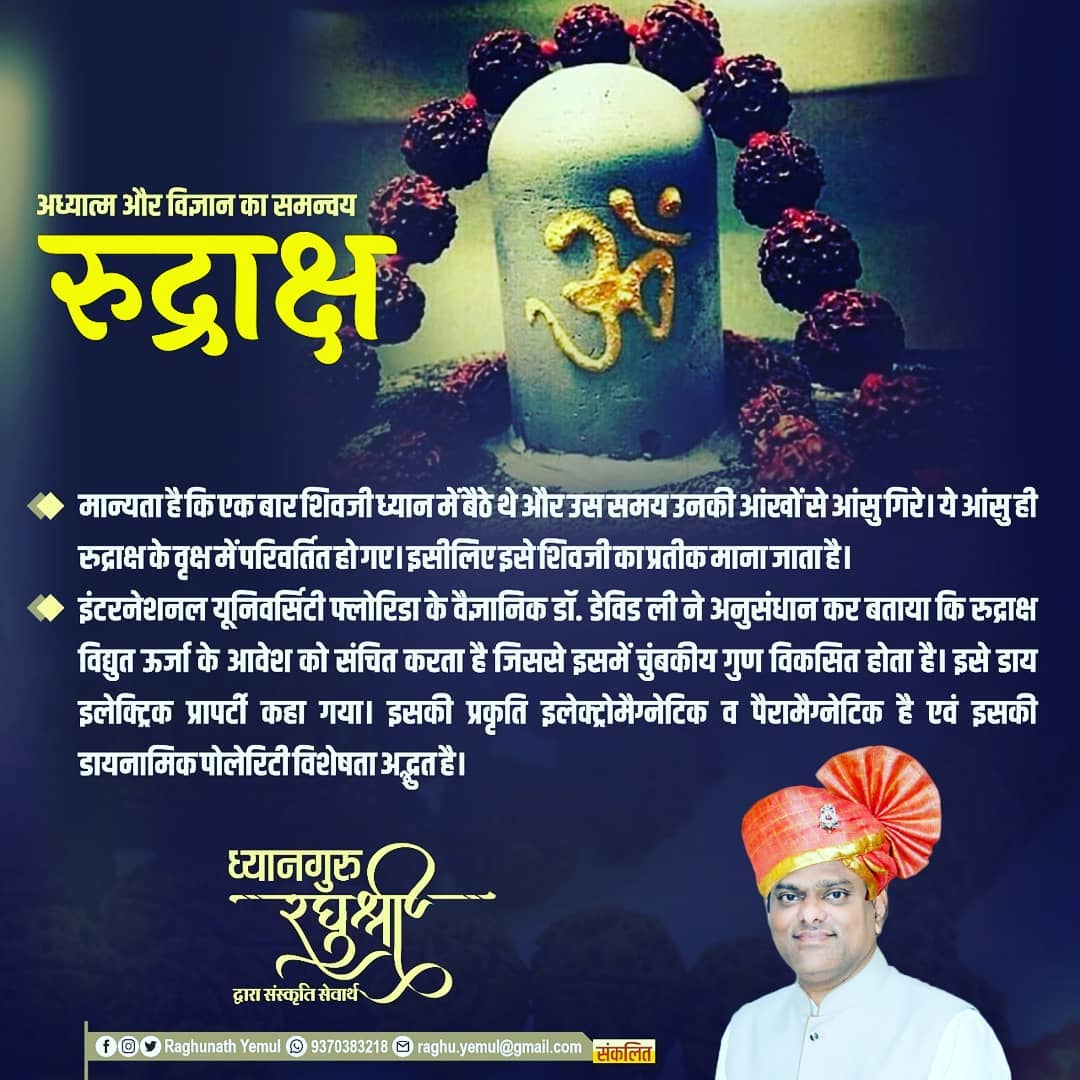 अध्यात्म और विज्ञान का समन्वय
रुद्राक्ष
ॐ
मान्यता है कि एक बार शिवजी ध्यान में बैठे थे और उस समय उनकी आंखों से आंसु गिरे। ये आंसु ही
रुद्राक्ष के वृक्ष में परिवर्तित हो गए। इसीलिए इसे शिवजी का प्रतीक माना जाता है।
इंटरनेशनल यूनिवर्सिटी फ्लोरिडा के वैज्ञानिक डॉ. डेविड ली ने अनुसंधान कर बताया कि रुद्राक्ष
विद्युत ऊर्जा के आवेश को संचित करता है जिससे इसमें चुंबकीय गुण विकसित होता है। इसे डाय
इलेक्ट्रिक प्रापर्टी कहा गया। इसकी प्रकृति इलेक्ट्रोमैग्नेटिक व पैरामैग्नेटिक है एवं इसकी
डायनामिक पोलेरिटी विशेषता अद्भुत है।
ध्यानगुरु
रघुश्री
द्वारा संस्कृति सेवार्थ
Raghunath Yemul 9370383218 raghu.yemul@gmail.com संकलित